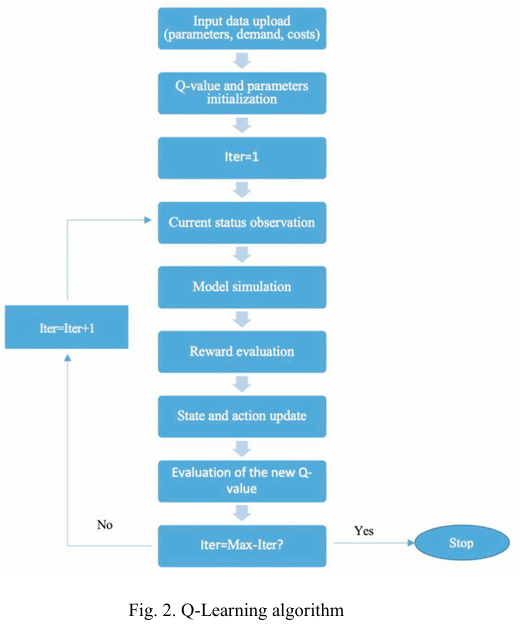 Input data upload
(parameters, demand, costs)
Q-value and parameters
initialization
Iter=1
Current status observation
Model simulation
Iter=Iter+1
Reward evaluation
State and action update
Evaluation of the new Q-
value
No
Iter=Max-Iter?
Yes
Stop
Fig. 2. Q-Learning algorithm